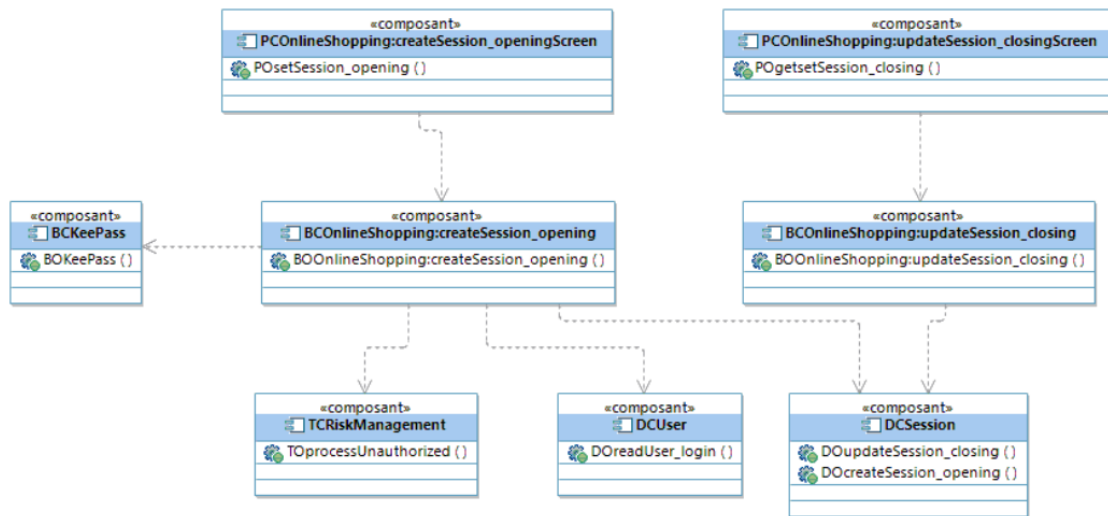 «composant»
PCOnlineShopping:createSession_openingScreen
POsetSession_opening ( )
«composant»
PCOnlineShopping:updateSession_closingScreen
POgetsetSession_closing ( )
«composant»
BCKeePass
BOKeePass ( )
«composant»
BCOnlineShopping:createSession_opening
BOOnlineShopping:createSession_opening ( )
«composant»
BCOnlineShopping:updateSession_closing
BOOnlineShopping:updateSession_closing ( )
«composant»
TCRiskManagement
TOprocessUnauthorized ( )
«composant»
DCUser
DOreadUser_login ( )
«composant»
DCSession
DOupdateSession_closing ( )
DOcreateSession_opening ( )